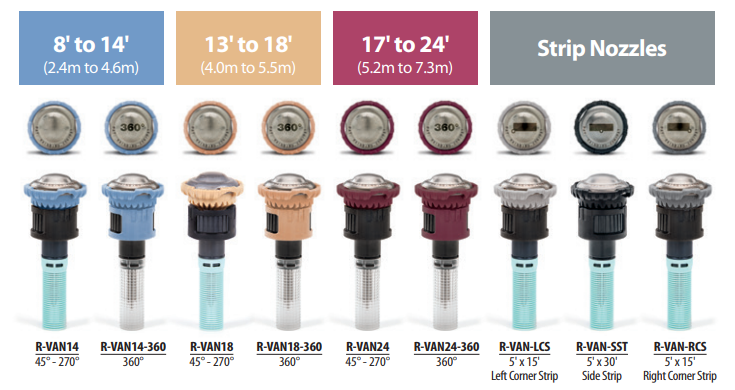 8' to 14'
(2.4m to 4.6m)
13' to 18'
(4.0m to 5.5m)
17' to 24'
(5.2m to 7.3m)
Strip Nozzles
360°
360°
360°
R-VAN14
45° - 270°
R-VAN14-360
360°
R-VAN18
45° - 270°
R-VAN18-360
360°
R-VAN24
45° - 270°
R-VAN24-360
360°
R-VAN-LCS
5' x 15'
Left Corner Strip
R-VAN-SST
5' x 30'
Side Strip
R-VAN-RCS
5' x 15'
Right Corner Strip